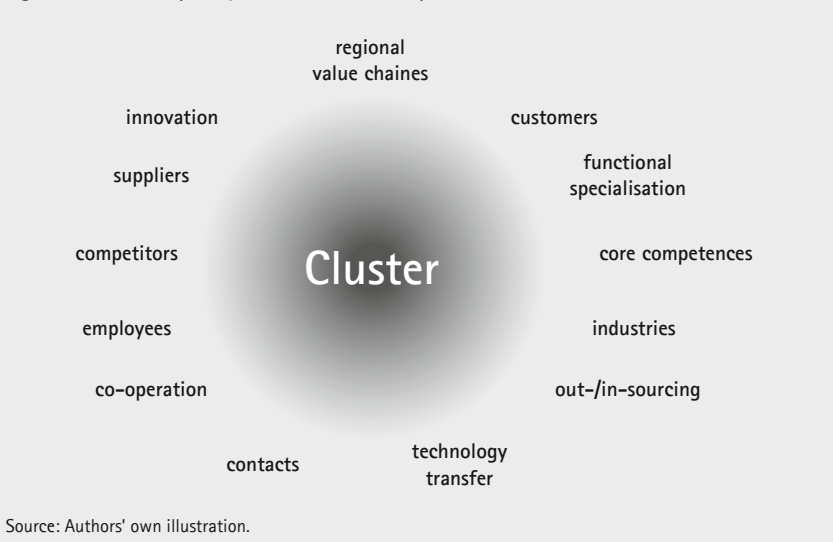 regional
value chaines
innovation
customers
functional
specialisation
suppliers
competitors
Cluster
core competences
employees
industries
co-operation
out-/in-sourcing
contacts
technology
transfer
Source: Authors' own illustration.